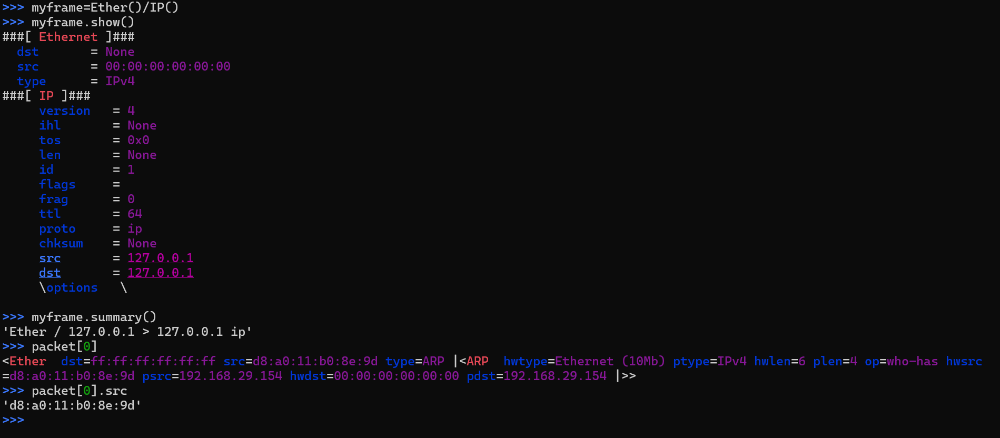 >>> myframe=Ether()/IP()
>>> myframe.show()
###[ Ethernet ]###
  dst       = None
  src       = 00:00:00:00:00:00
  type      = IPv4
###[ IP ]###
     version   = 4
     ihl       = None
     tos       = 0x0
     len       = None
     id        = 1
     flags     =
     frag      = 0
     ttl       = 64
     proto     = ip
     chksum    = None
     src       = 127.0.0.1
     dst       = 127.0.0.1
     \options   \
>>> myframe.summary()
'Ether / 127.0.0.1 > 127.0.0.1 ip'
>>> packet[0]
<Ether  dst=ff:ff:ff:ff:ff:ff src=d8:a0:11:b0:8e:9d type=ARP |<ARP  hwtype=Ethernet (10Mb) ptype=IPv4 hwlen=6 plen=4 op=who-has hwsrc
=d8:a0:11:b0:8e:9d psrc=192.168.29.154 hwdst=00:00:00:00:00:00 pdst=192.168.29.154 |>>
>>> packet[0].src
'd8:a0:11:b0:8e:9d'
>>>